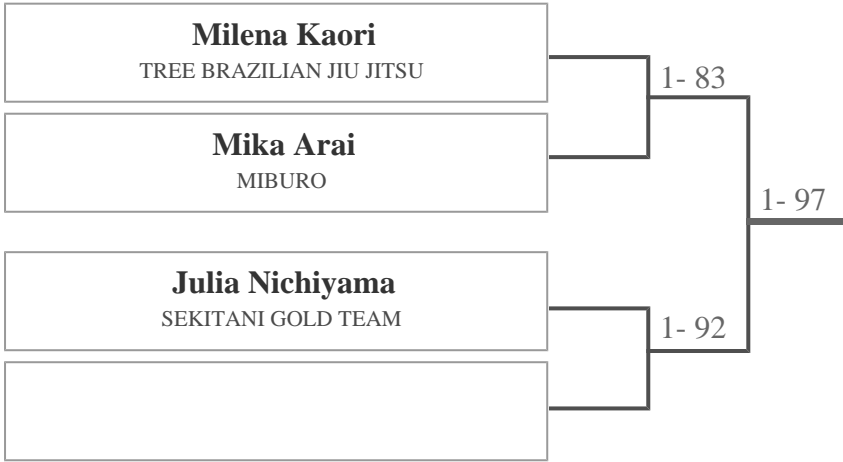 Milena Kaori
TREE BRAZILIAN JIU JITSU
1- 83
Mika Arai
MIBURO
1- 97
Julia Nichiyama
SEKITANI GOLD TEAM
1- 92